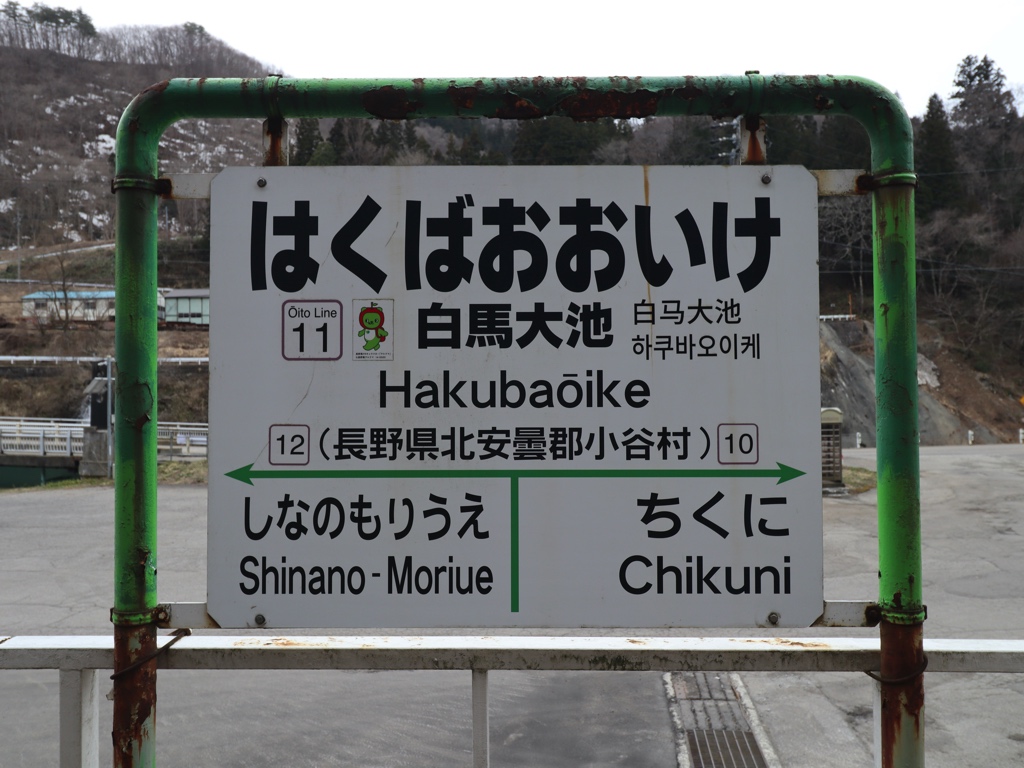 はくばおおいけ
Ōito Line
11
白馬大池
白马大池
하쿠바오이케
Hakubaōike
12 (長野県北安曇郡小谷村) 10
しなのもりうえ ちくに
Shinano-Moriue Chikuni